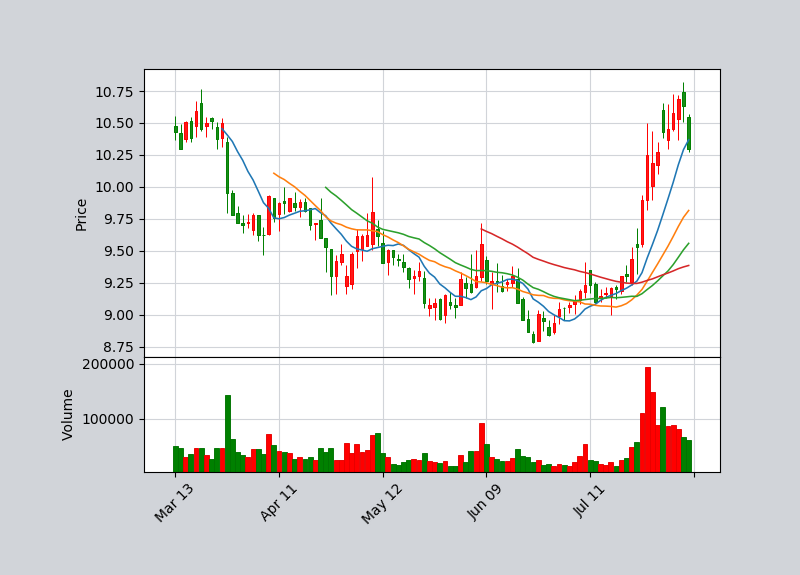 10.75
10.50
10.25
10.00
9.75
9.50
9.25
9.00
8.75
Price
200000
100000
Volume
Mar 13
Apr 11
May 12
Jun 09
Jul 11